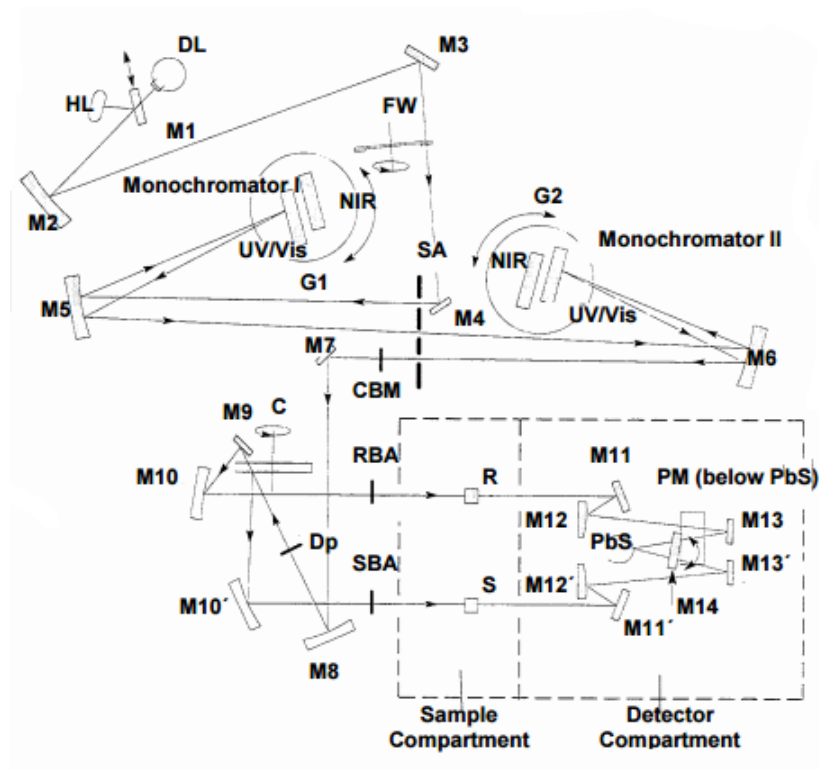 DL
M3
HL
FW
M1
Monochromator I
G2
M2
NIR
Monochromator II
SA
UV/Vis
NIR
G1
M5
M4
UV/Vis
M7
M6
CBM
M9
C
M11
RBA
R
PM (below PbS)
M10
M12
M13
Dp
PbS
SBA
S
M12´
M13´
M10´
M14
M11´
M8
Sample
Compartment
Detector
Compartment